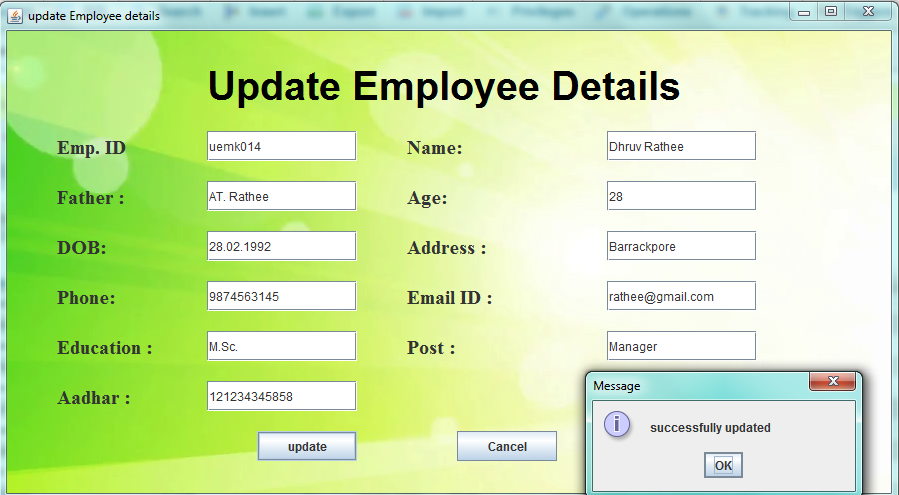 update Employee details
Update Employee Details
Emp. ID uemk014 Name: Dhruv Rathee
Father : AT. Rathee Age: 28
DOB: 28.02.1992 Address : Barrackpore
Phone: 9874563145 Email ID : rathee@gmail.com
Education : M.Sc. Post : Manager
Aadhar : 121234345858
update Cancel
Message
successfully updated
OK